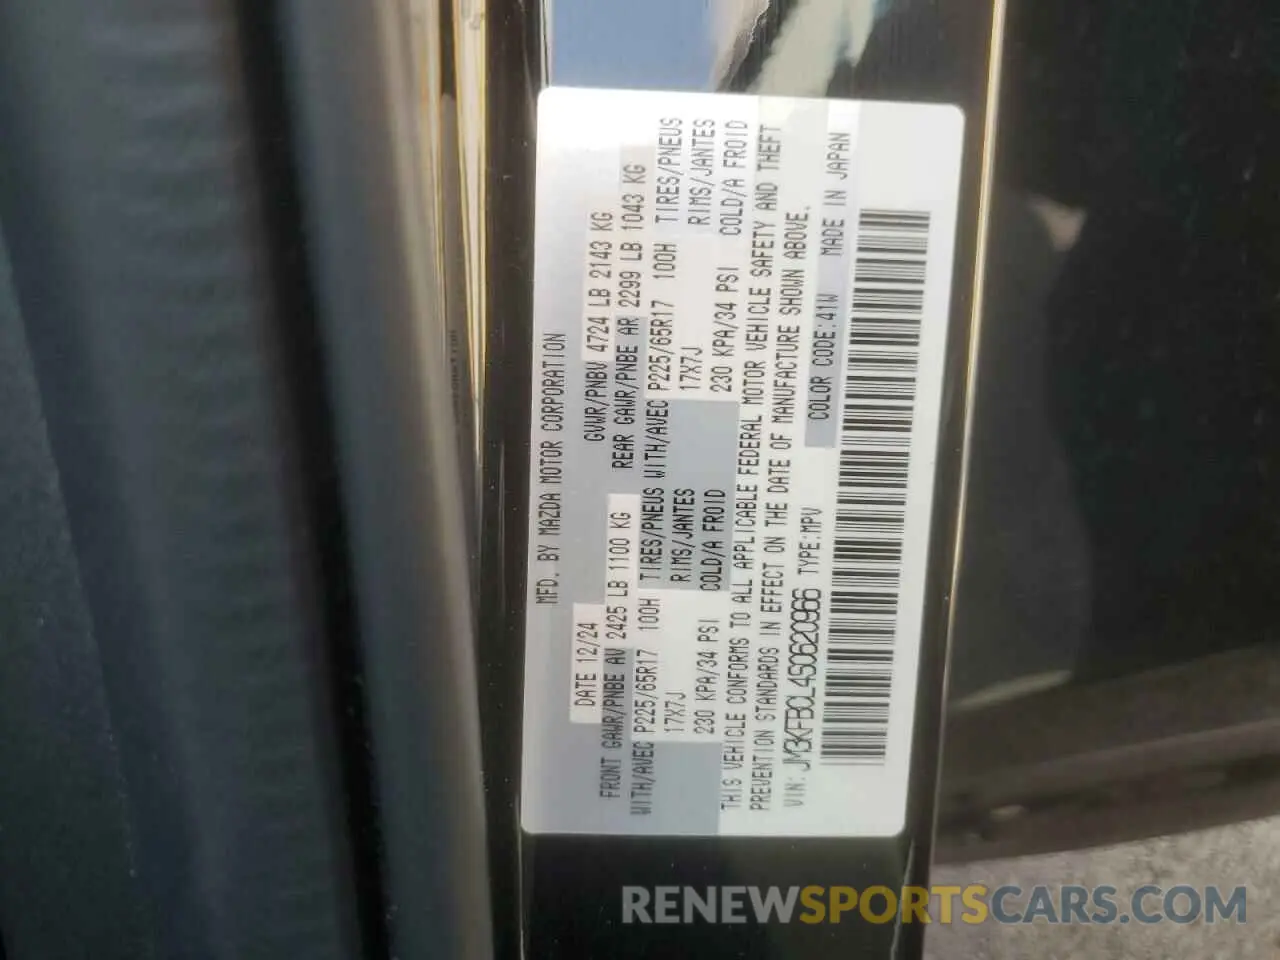 MFD. BY MAZDA MOTOR CORPORATION
DATE 12/24 GVWR/PNBV 4724 LB 2143 KG
FRONT GAWR/PNBE AV 2425 LB 1100 KG REAR GAWR/PNBE AR 2299 LB 1043 KG
WITH/AVEC P225/65R17 100H TIRES/PNEUS WITH/AVEC P225/65R17 100H TIRES/PNEUS
17X7J RIMS/JANTES 17X7J RIMS/JANTES
230 KPA/34 PSI COLD/A FROID 230 KPA/34 PSI COLD/A FROID
THIS VEHICLE CONFORMS TO ALL APPLICABLE FEDERAL MOTOR VEHICLE SAFETY AND THEFT
PREVENTION STANDARDS IN EFFECT ON THE DATE OF MANUFACTURE SHOWN ABOVE.
VIN: JM3KFBCL4S0620966 TYPE:MPV COLOR CODE:41W MADE IN JAPAN
RENEWSPORTSCARS.COM